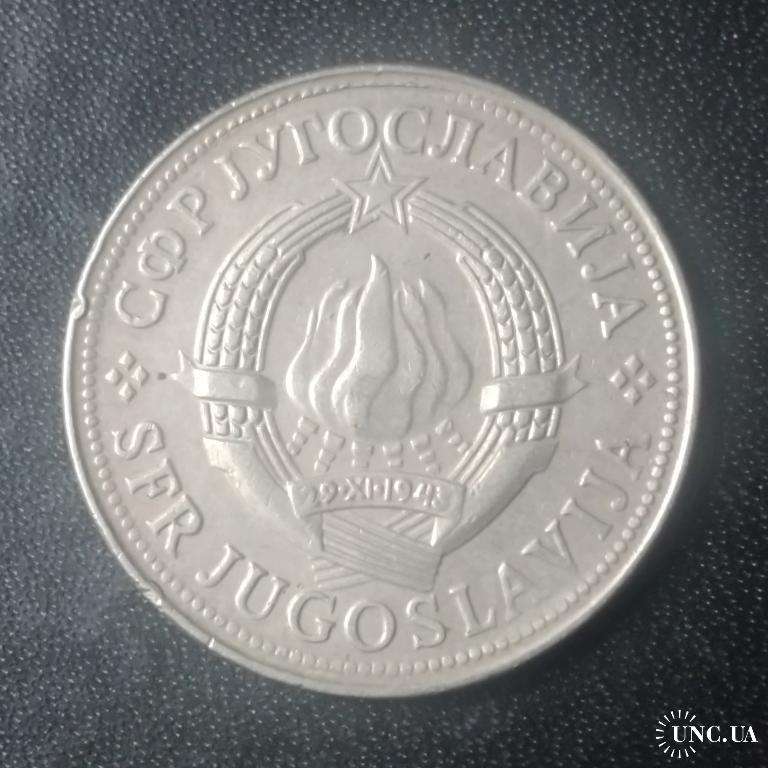 СФР ЈУГОСЛАВИЈА
29·XI·1943
SFR JUGOSLAVIJA
UNC.UA